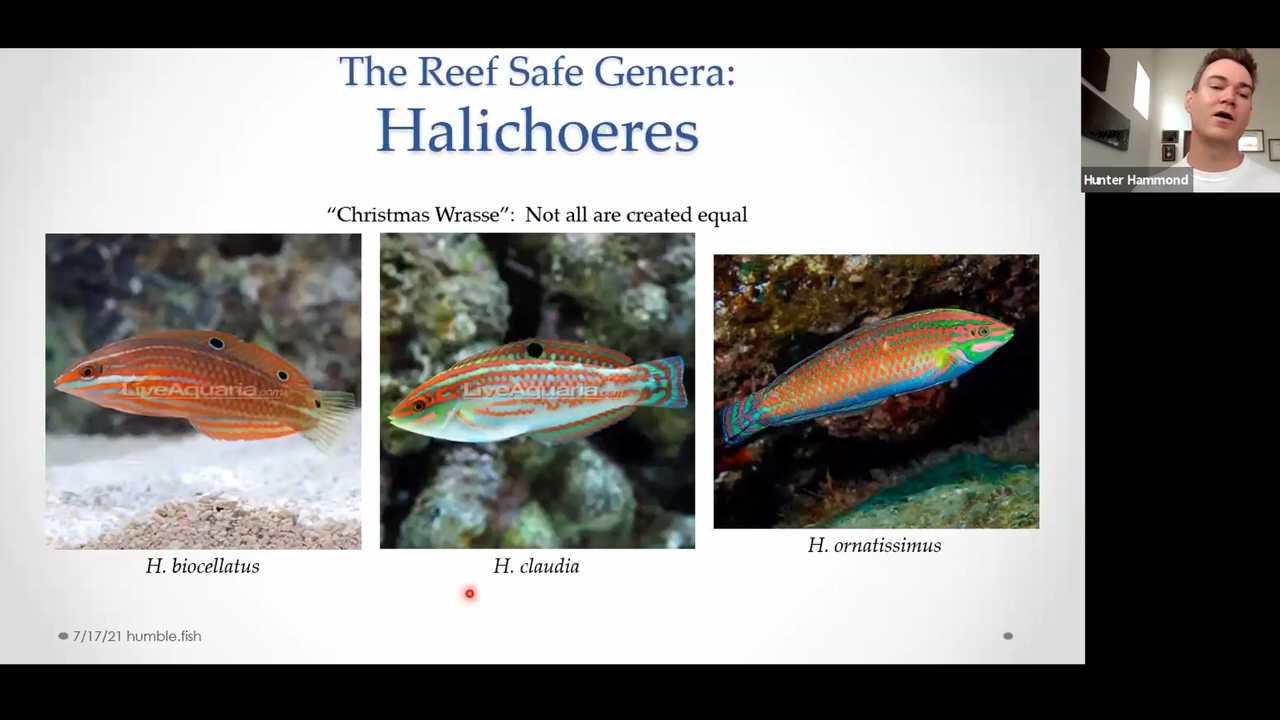 The Reef Safe Genera:
Halichoeres
Hunter Hammond
“Christmas Wrasse”: Not all are created equal
LiveAquaria.com
LiveAquaria.com
H. biocellatus
H. claudia
H. ornatissimus
7/17/21 humble.fish